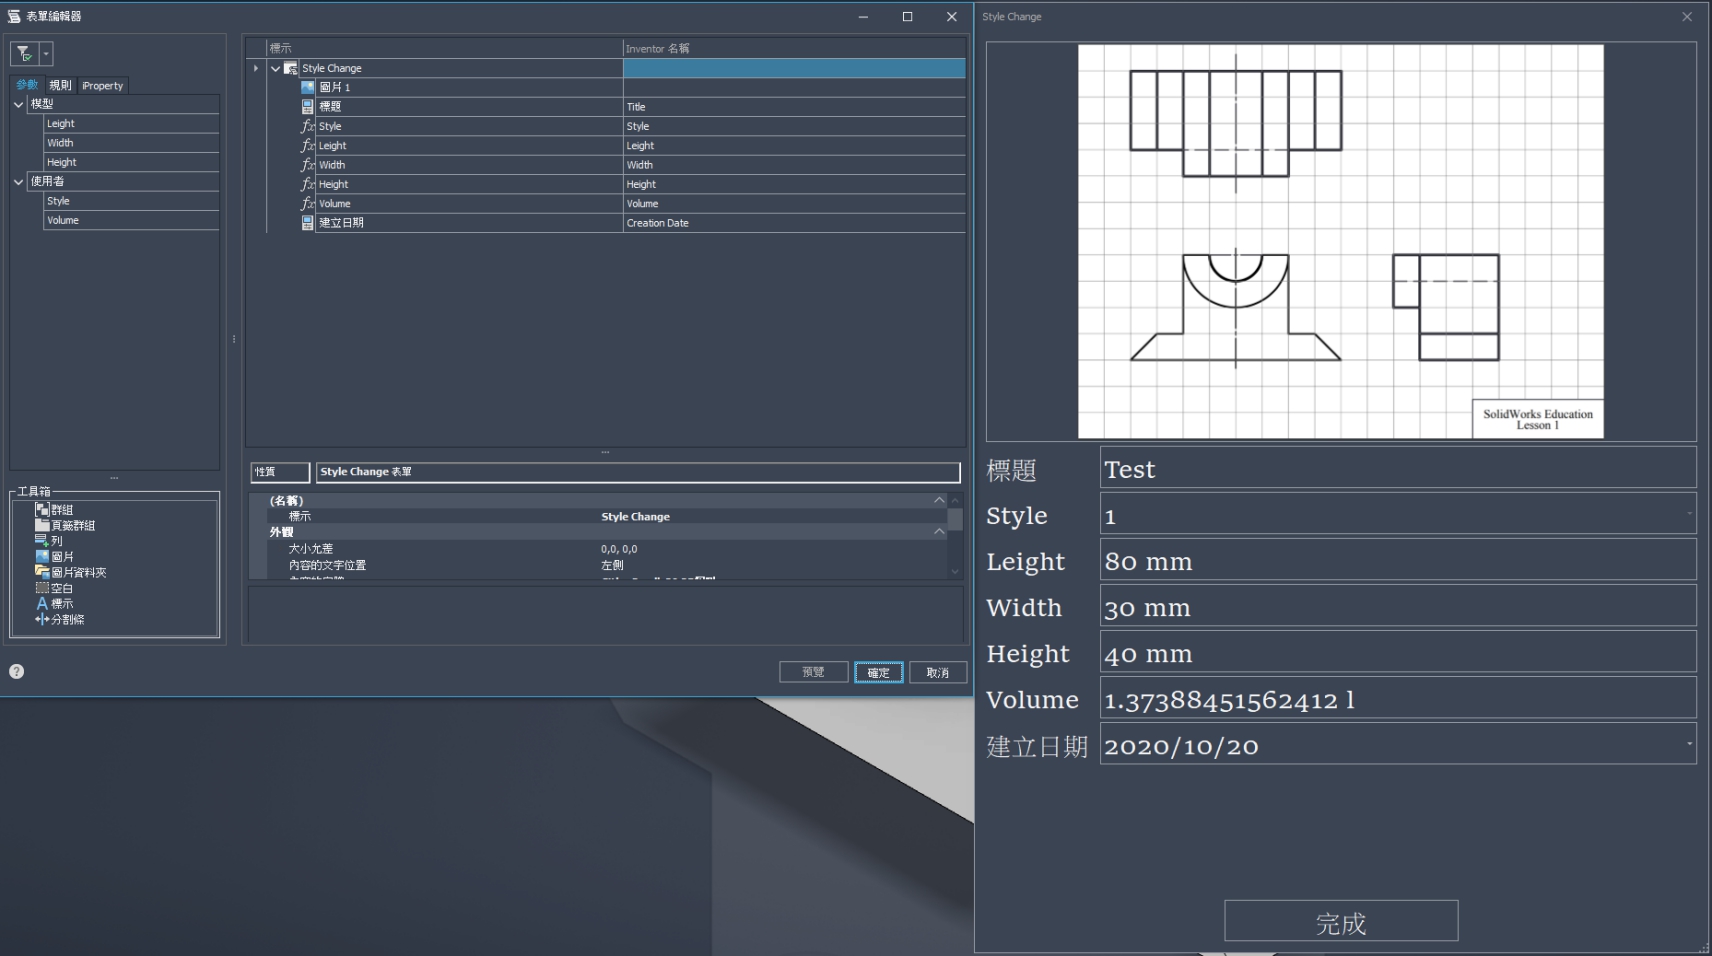 表單編輯器
參數 規則 iProperty
模型
Leight
Width
Height
使用者
Style
Volume
工具箱
群組
頁籤群組
列
圖片
圖片資料夾
空白
標示
分割條
標示 Inventor 名稱
Style Change
圖片 1
標題 Title
Style Style
Leight Leight
Width Width
Height Height
Volume Volume
建立日期 Creation Date
性質 Style Change 表單
(名稱)
標示 Style Change
外觀
大小允差 0,0, 0,0
內容的文字位置 左側
預覽 確定 取消
Style Change
SolidWorks Education
Lesson 1
標題 Test
Style 1
Leight 80 mm
Width 30 mm
Height 40 mm
Volume 1.37388451562412 l
建立日期 2020/10/20
完成